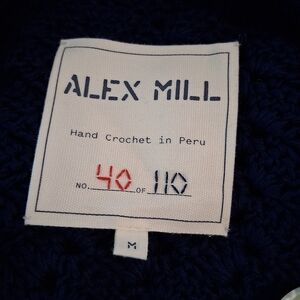 ALEX MILL
Hand Crochet in Peru
NO. 40 OF 110
M